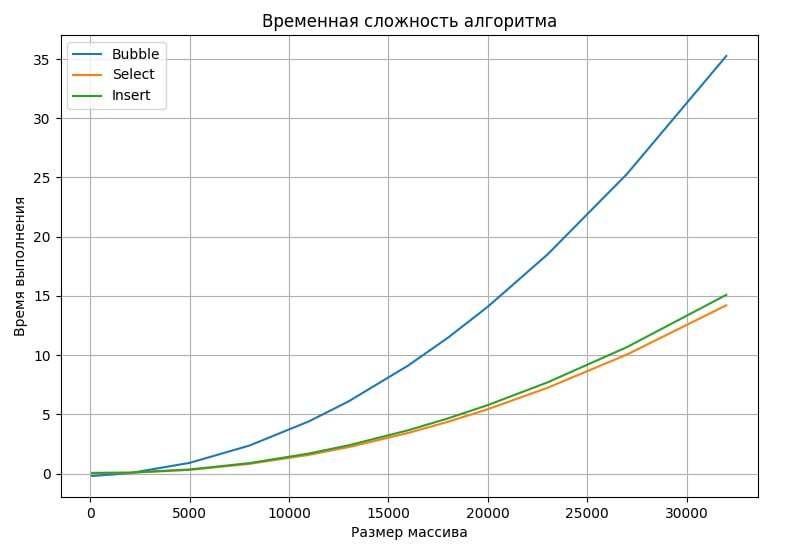 Временная сложность алгоритма
Bubble
Select
Insert
35
30
25
20
15
10
5
0
Время выполнения
0 5000 10000 15000 20000 25000 30000
Размер массива